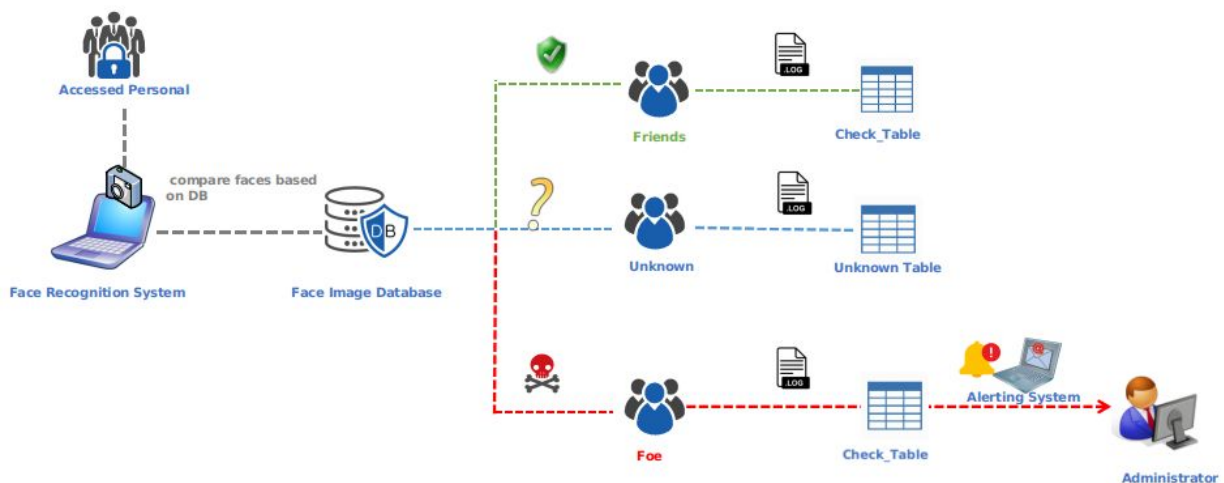 Accessed Personal
compare faces based
on DB
DB
Face Recognition System
Face Image Database
.LOG
Friends
Check_Table
?
.LOG
Unknown
Unknown Table
.LOG
!
@
Foe
Check_Table
Alerting System
Administrator